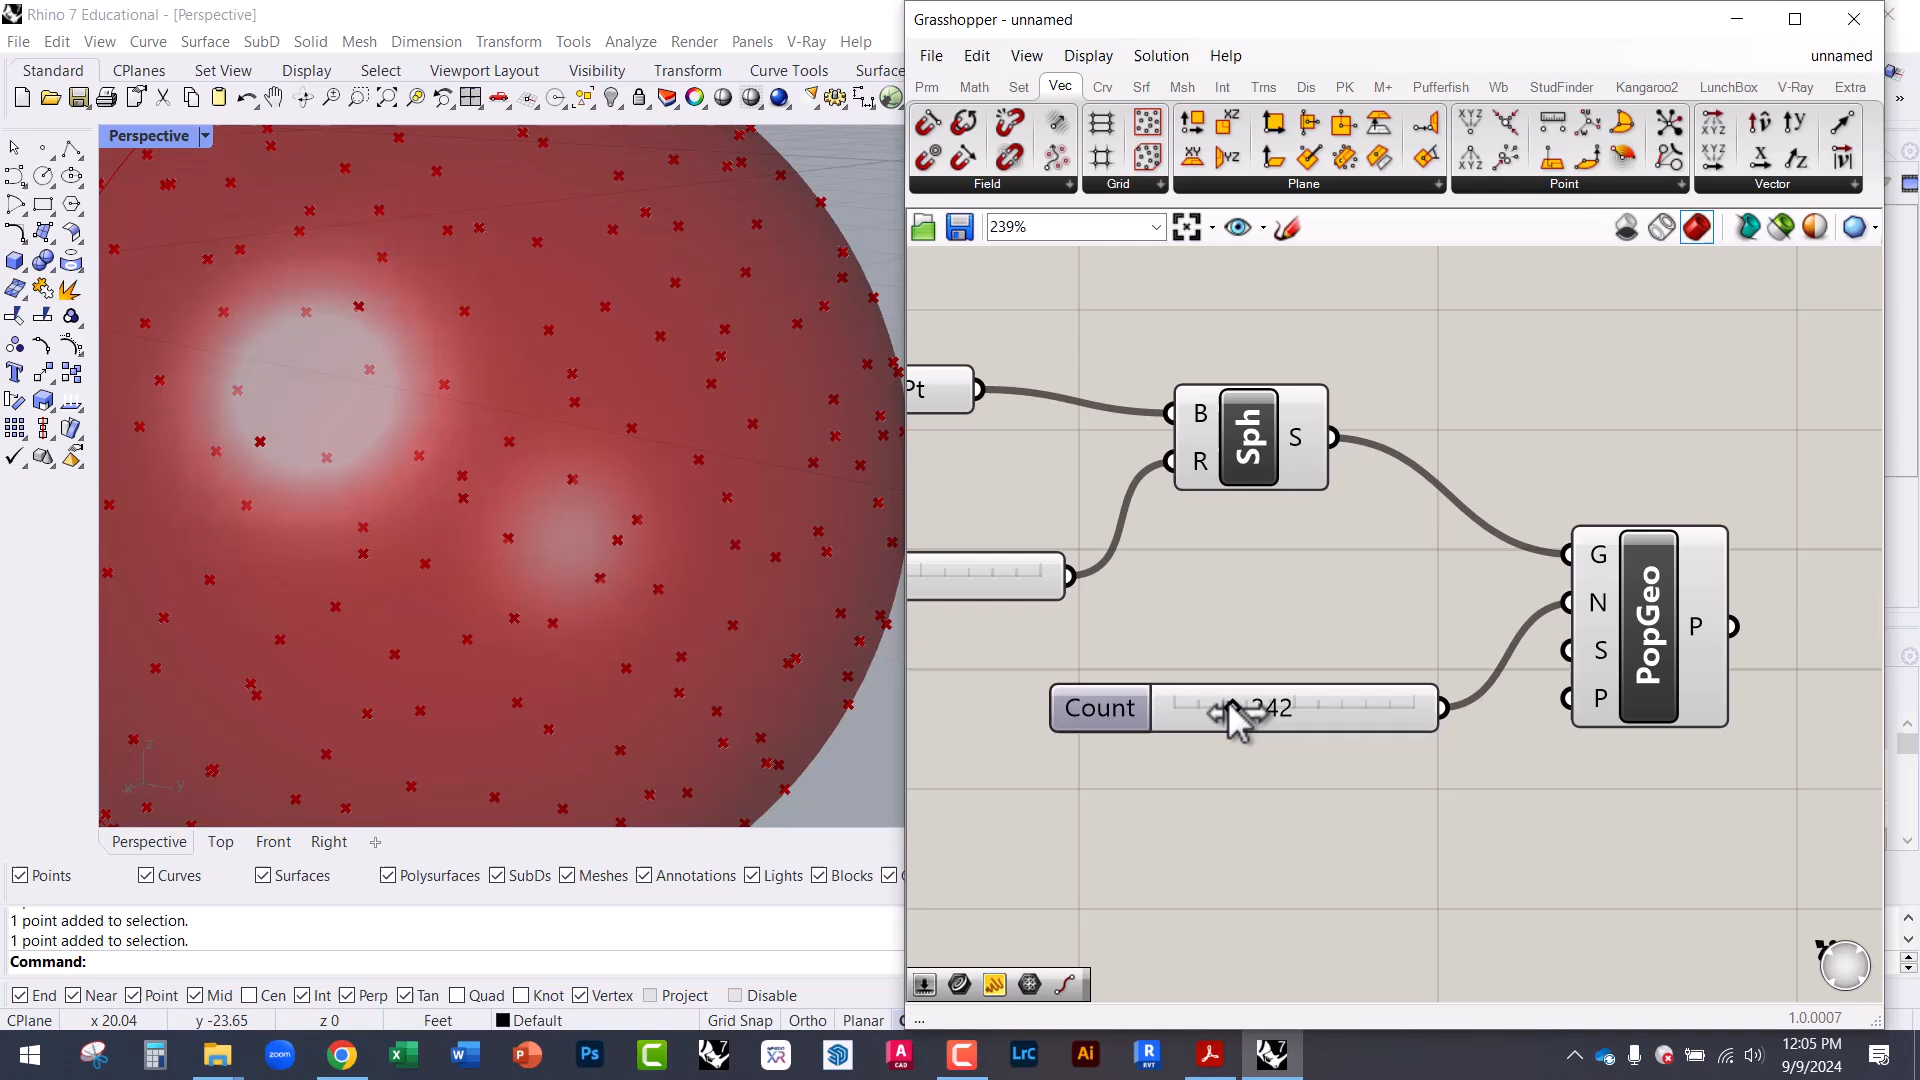 Rhino 7 Educational - [Perspective]
File Edit View Curve Surface SubD Solid Mesh Dimension Transform Tools Analyze Render Panels V-Ray Help
Standard CPlanes Set View Display Select Viewport Layout Visibility Transform Curve Tools Surface
Perspective
z
x y
Perspective Top Front Right
Points Curves Surfaces Polysurfaces SubDs Meshes Annotations Lights Blocks
1 point added to selection.
1 point added to selection.
Command:
End Near Point Mid Cen Int Perp Tan Quad Knot Vertex Project Disable
CPlane x 20.04 y -23.65 z 0 Feet Default Grid Snap Ortho Planar
Grasshopper - unnamed
File Edit View Display Solution Help unnamed
Prm Math Set Vec Crv Srf Msh Int Trns Dis PK M+ Pufferfish Wb StudFinder Kangaroo2 LunchBox V-Ray Extra
Field Grid Plane Point Vector
239%
Pt
B
R
Sph
S
G
N
S
P
PopGeo
P
Count 242
...
1.0.0007
12:05 PM
9/9/2024